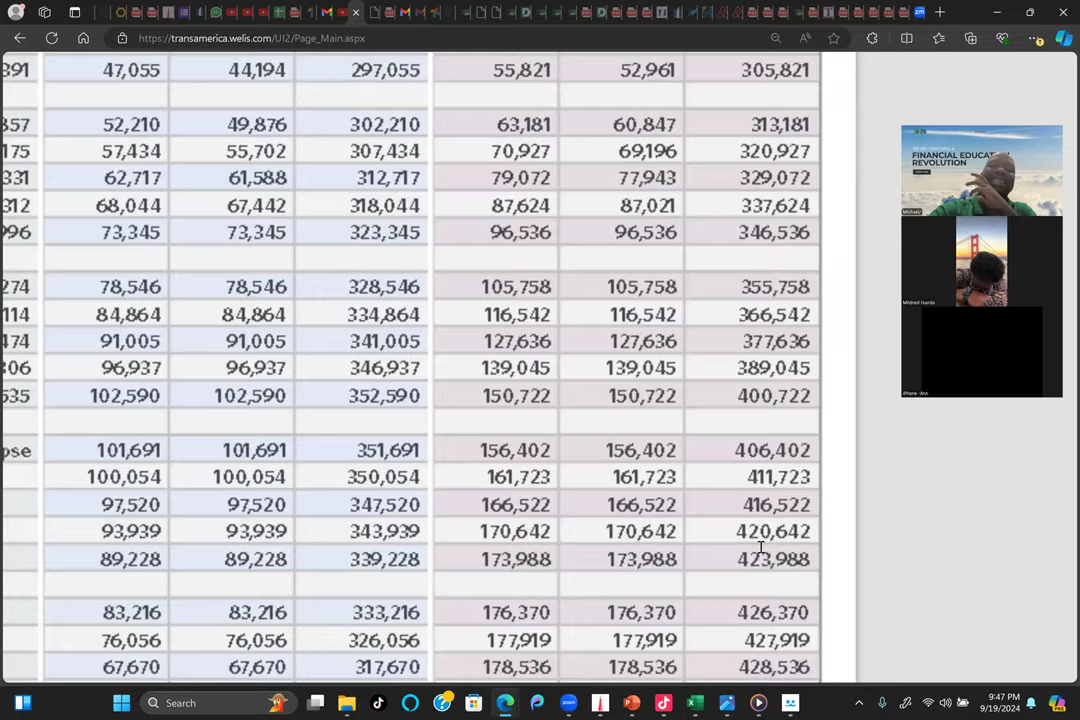 https://transamerica.welis.com/UI2/Page_Main.aspx
391 47,055 44,194 297,055 55,821 52,961 305,821
857 52,210 49,876 302,210 63,181 60,847 313,181
175 57,434 55,702 307,434 70,927 69,196 320,927
331 62,717 61,588 312,717 79,072 77,943 329,072
312 68,044 67,442 318,044 87,624 87,021 337,624
996 73,345 73,345 323,345 96,536 96,536 346,536
274 78,546 78,546 328,546 105,758 105,758 355,758
114 84,864 84,864 334,864 116,542 116,542 366,542
474 91,005 91,005 341,005 127,636 127,636 377,636
306 96,937 96,937 346,937 139,045 139,045 389,045
535 102,590 102,590 352,590 150,722 150,722 400,722
pse 101,691 101,691 351,691 156,402 156,402 406,402
100,054 100,054 350,054 161,723 161,723 411,723
97,520 97,520 347,520 166,522 166,522 416,522
93,939 93,939 343,939 170,642 170,642 420,642
89,228 89,228 339,228 173,988 173,988 423,988
83,216 83,216 333,216 176,370 176,370 426,370
76,056 76,056 326,056 177,919 177,919 427,919
67,670 67,670 317,670 178,536 178,536 428,536
FINANCIAL EDUCATION
REVOLUTION
Search
9:47 PM
9/19/2024